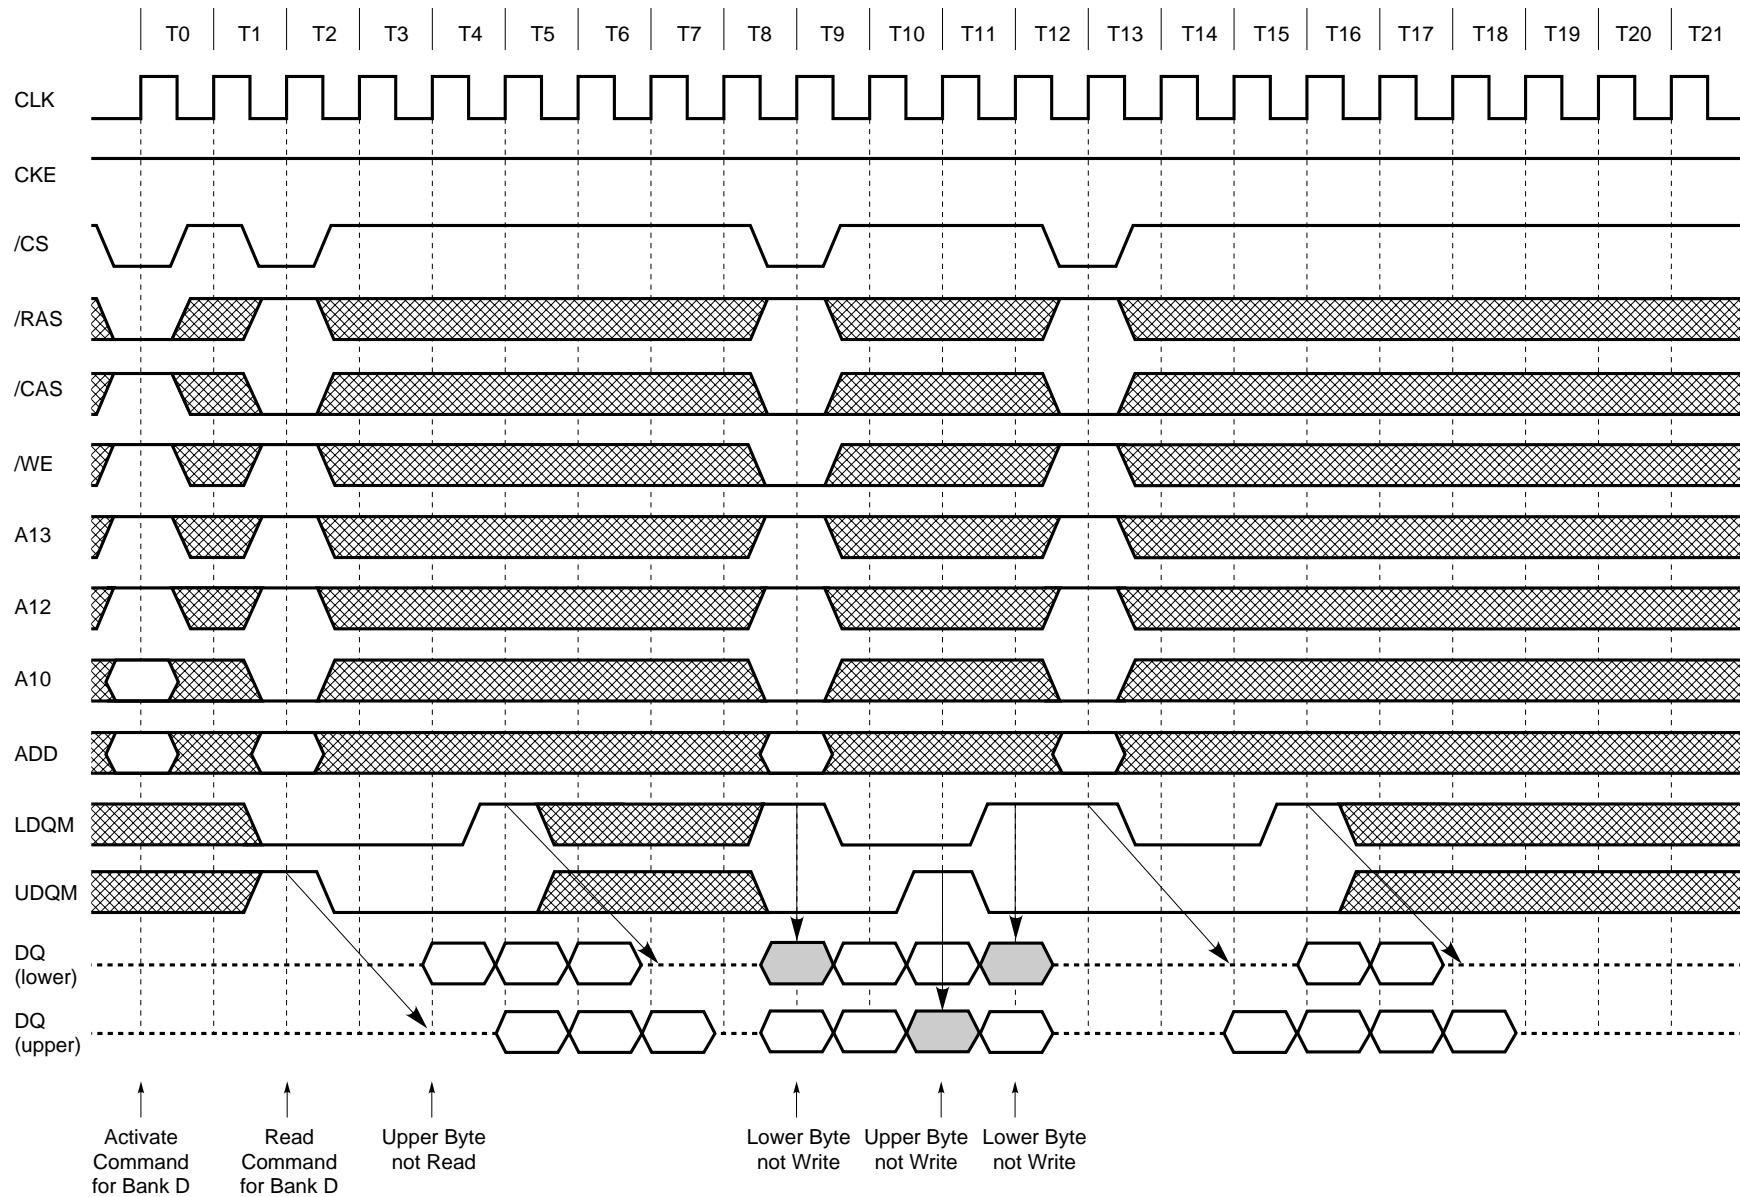 T0 T1 T2 T3 T4 T5 T6 T7 T8 T9 T10 T11 T12 T13 T14 T15 T16 T17 T18 T19 T20 T21
CLK
CKE
/CS
/RAS
/CAS
/WE
A13
A12
A10
ADD
LDQM
UDQM
DQ
(lower)
DQ
(upper)
Activate
Command
for Bank D
Read
Command
for Bank D
Upper Byte
not Read
Lower Byte
not Write
Upper Byte
not Write
Lower Byte
not Write